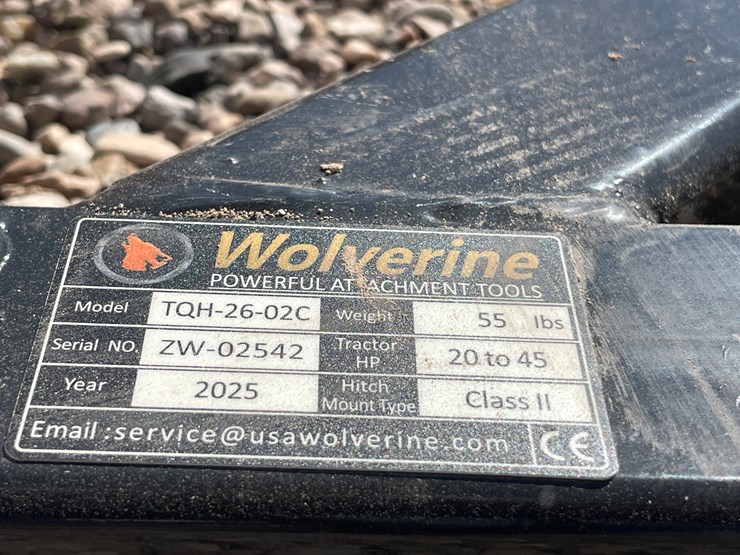 Wolverine
POWERFUL ATTACHMENT TOOLS
Model TQH-26-02C Weight 55 lbs
Serial NO. ZW-02542 Tractor HP 20 to 45
Year 2025 Hitch Mount Type Class II
Email :service@usawolverine.com CE